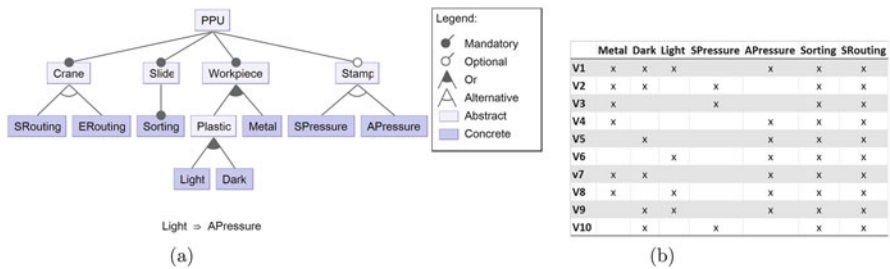 PPU
Crane Slide Workpiece Stamp
SRouting ERouting Sorting Plastic Metal SPressure APressure
Light Dark
Light ⇒ APressure
Legend:
Mandatory
Optional
Or
Alternative
Abstract
Concrete
(a)
Metal Dark Light SPressure APressure Sorting SRouting
V1 x x x x x x
V2 x x x x x
V3 x x x x
V4 x x x x
V5 x x x x
V6 x x x x
v7 x x x x x
V8 x x x x x
V9 x x x x x
V10 x x x x
(b)